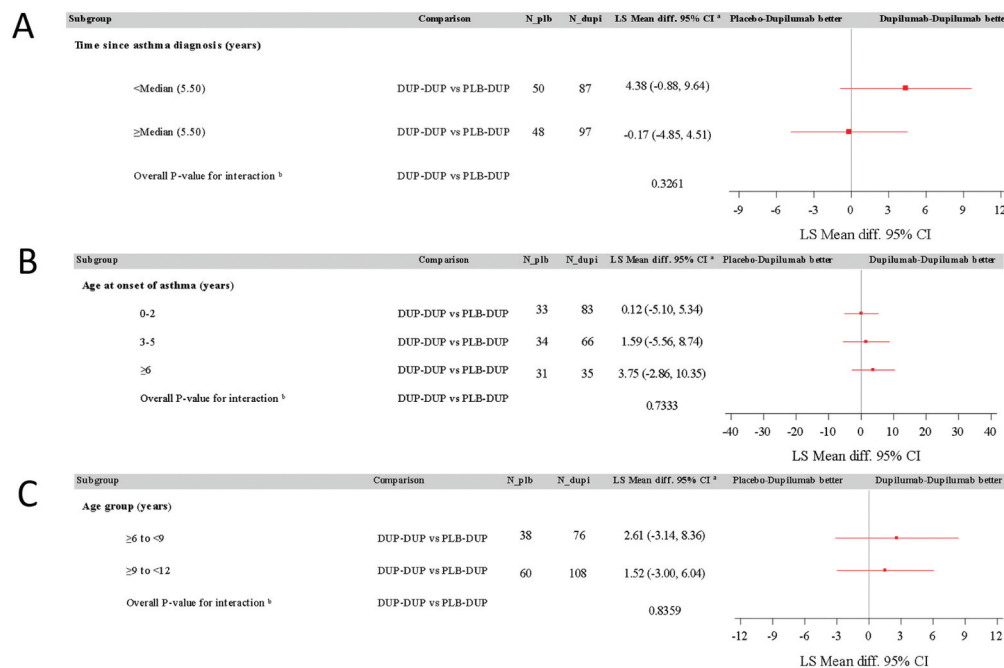 A
Subgroup Comparison N_plb N_dupi LS Mean diff. 95% CI ᵃ Placebo-Dupilumab better Dupilumab-Dupilumab better
Time since asthma diagnosis (years)
<Median (5.50) DUP-DUP vs PLB-DUP 50 87 4.38 (-0.88, 9.64)
≥Median (5.50) DUP-DUP vs PLB-DUP 48 97 -0.17 (-4.85, 4.51)
Overall P-value for interaction ᵇ DUP-DUP vs PLB-DUP 0.3261
-9 -6 -3 0 3 6 9 12
LS Mean diff. 95% CI
B
Subgroup Comparison N_plb N_dupi LS Mean diff. 95% CI ᵃ Placebo-Dupilumab better Dupilumab-Dupilumab better
Age at onset of asthma (years)
0-2 DUP-DUP vs PLB-DUP 33 83 0.12 (-5.10, 5.34)
3-5 DUP-DUP vs PLB-DUP 34 66 1.59 (-5.56, 8.74)
≥6 DUP-DUP vs PLB-DUP 31 35 3.75 (-2.86, 10.35)
Overall P-value for interaction ᵇ DUP-DUP vs PLB-DUP 0.7333
-40 -30 -20 -10 0 10 20 30 40
LS Mean diff. 95% CI
C
Subgroup Comparison N_plb N_dupi LS Mean diff. 95% CI ᵃ Placebo-Dupilumab better Dupilumab-Dupilumab better
Age group (years)
≥6 to <9 DUP-DUP vs PLB-DUP 38 76 2.61 (-3.14, 8.36)
≥9 to <12 DUP-DUP vs PLB-DUP 60 108 1.52 (-3.00, 6.04)
Overall P-value for interaction ᵇ DUP-DUP vs PLB-DUP 0.8359
-12 -9 -6 -3 0 3 6 9 12
LS Mean diff. 95% CI